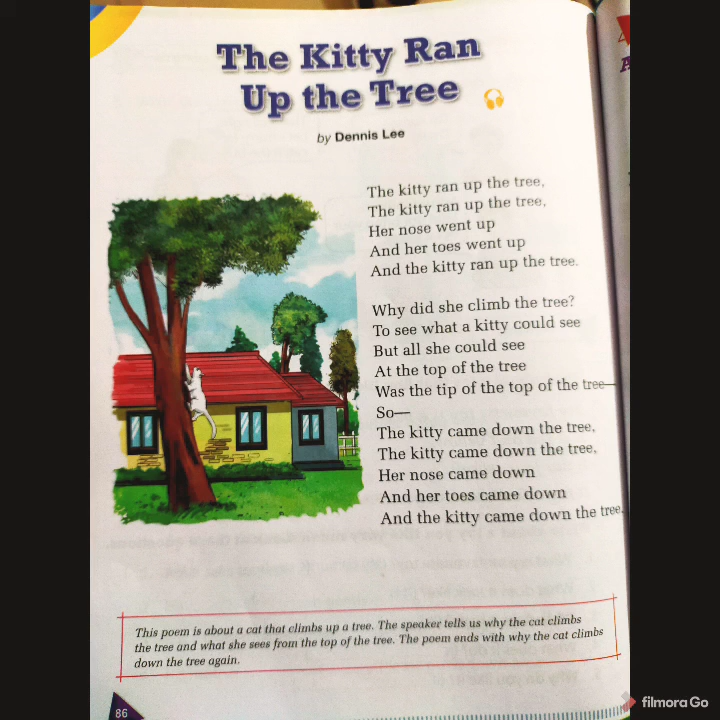 The Kitty Ran
Up the Tree
by Dennis Lee
The kitty ran up the tree,
The kitty ran up the tree,
Her nose went up
And her toes went up
And the kitty ran up the tree.
Why did she climb the tree?
To see what a kitty could see
But all she could see
At the top of the tree
Was the tip of the top of the tree—
So—
The kitty came down the tree,
The kitty came down the tree,
Her nose came down
And her toes came down
And the kitty came down the tree.
This poem is about a cat that climbs up a tree. The speaker tells us why the cat climbs
the tree and what she sees from the top of the tree. The poem ends with why the cat climbs
down the tree again.
86
filmoraGo